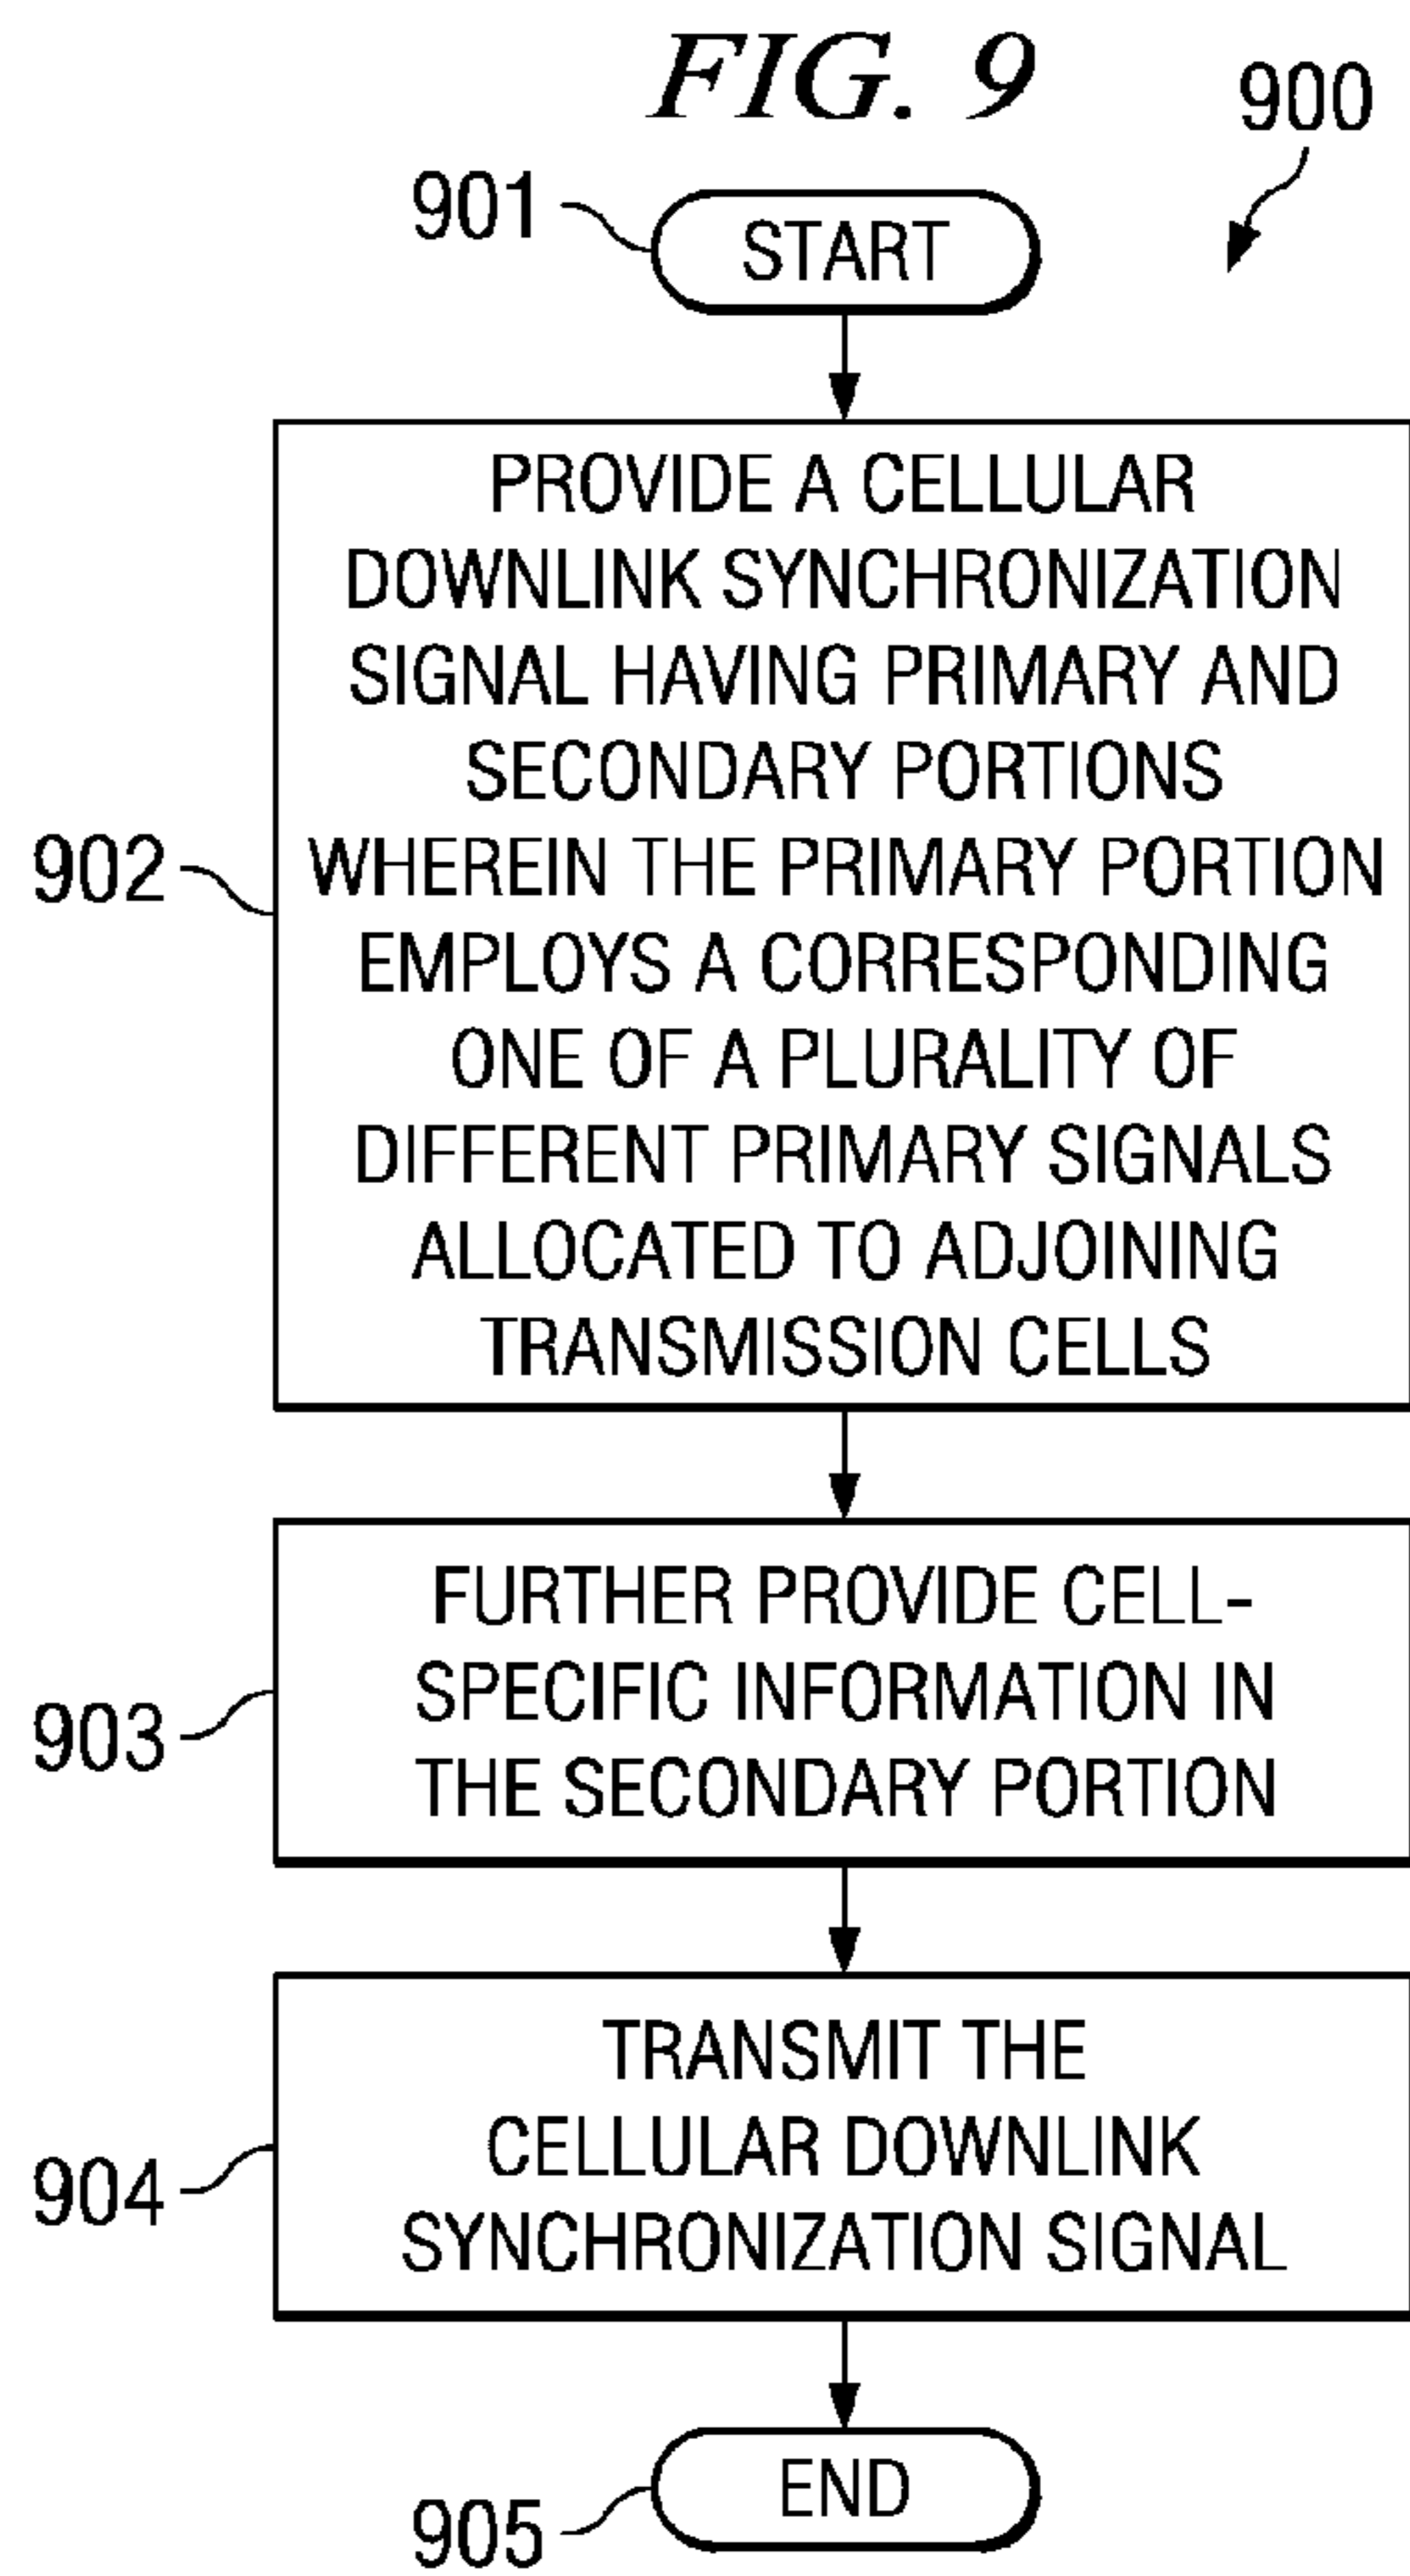 FIG. 9
900
901
START
902
PROVIDE A CELLULAR
DOWNLINK SYNCHRONIZATION
SIGNAL HAVING PRIMARY AND
SECONDARY PORTIONS
WHEREIN THE PRIMARY PORTION
EMPLOYS A CORRESPONDING
ONE OF A PLURALITY OF
DIFFERENT PRIMARY SIGNALS
ALLOCATED TO ADJOINING
TRANSMISSION CELLS
903
FURTHER PROVIDE CELL-
SPECIFIC INFORMATION IN
THE SECONDARY PORTION
904
TRANSMIT THE
CELLULAR DOWNLINK
SYNCHRONIZATION SIGNAL
905
END